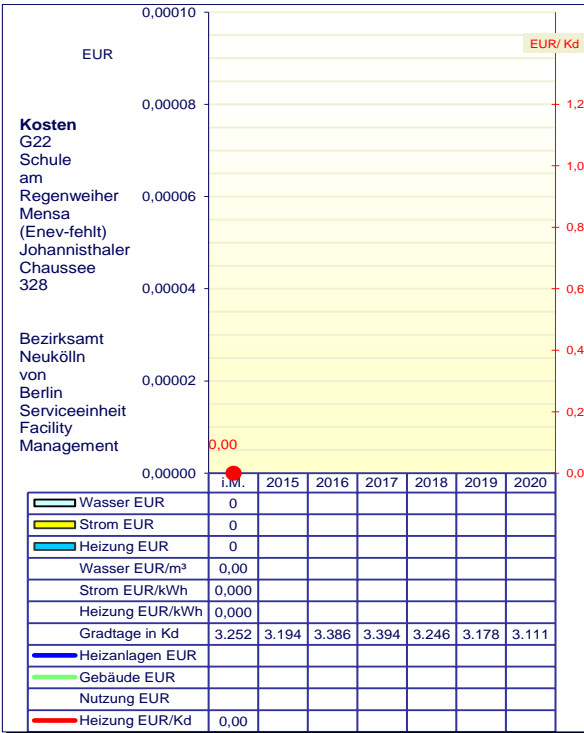 0,00010
EUR
EUR/ Kd
0,00008
1,2
Kosten
G22
Schule
am
Regenweiher
Mensa
(Enev-fehlt)
Johannisthaler
Chaussee
328
1,0
0,00006
0,8
0,00004
0,6
Bezirksamt
Neukölln
von
Berlin
Serviceeinheit
Facility
Management
0,4
0,00002
0,2
0,00
0,00000
0,0
i.M. 2015 2016 2017 2018 2019 2020
Wasser EUR 0
Strom EUR 0
Heizung EUR 0
Wasser EUR/m³ 0,00
Strom EUR/kWh 0,000
Heizung EUR/kWh 0,000
Gradtage in Kd 3.252 3.194 3.386 3.394 3.246 3.178 3.111
Heizanlagen EUR
Gebäude EUR
Nutzung EUR
Heizung EUR/Kd 0,00